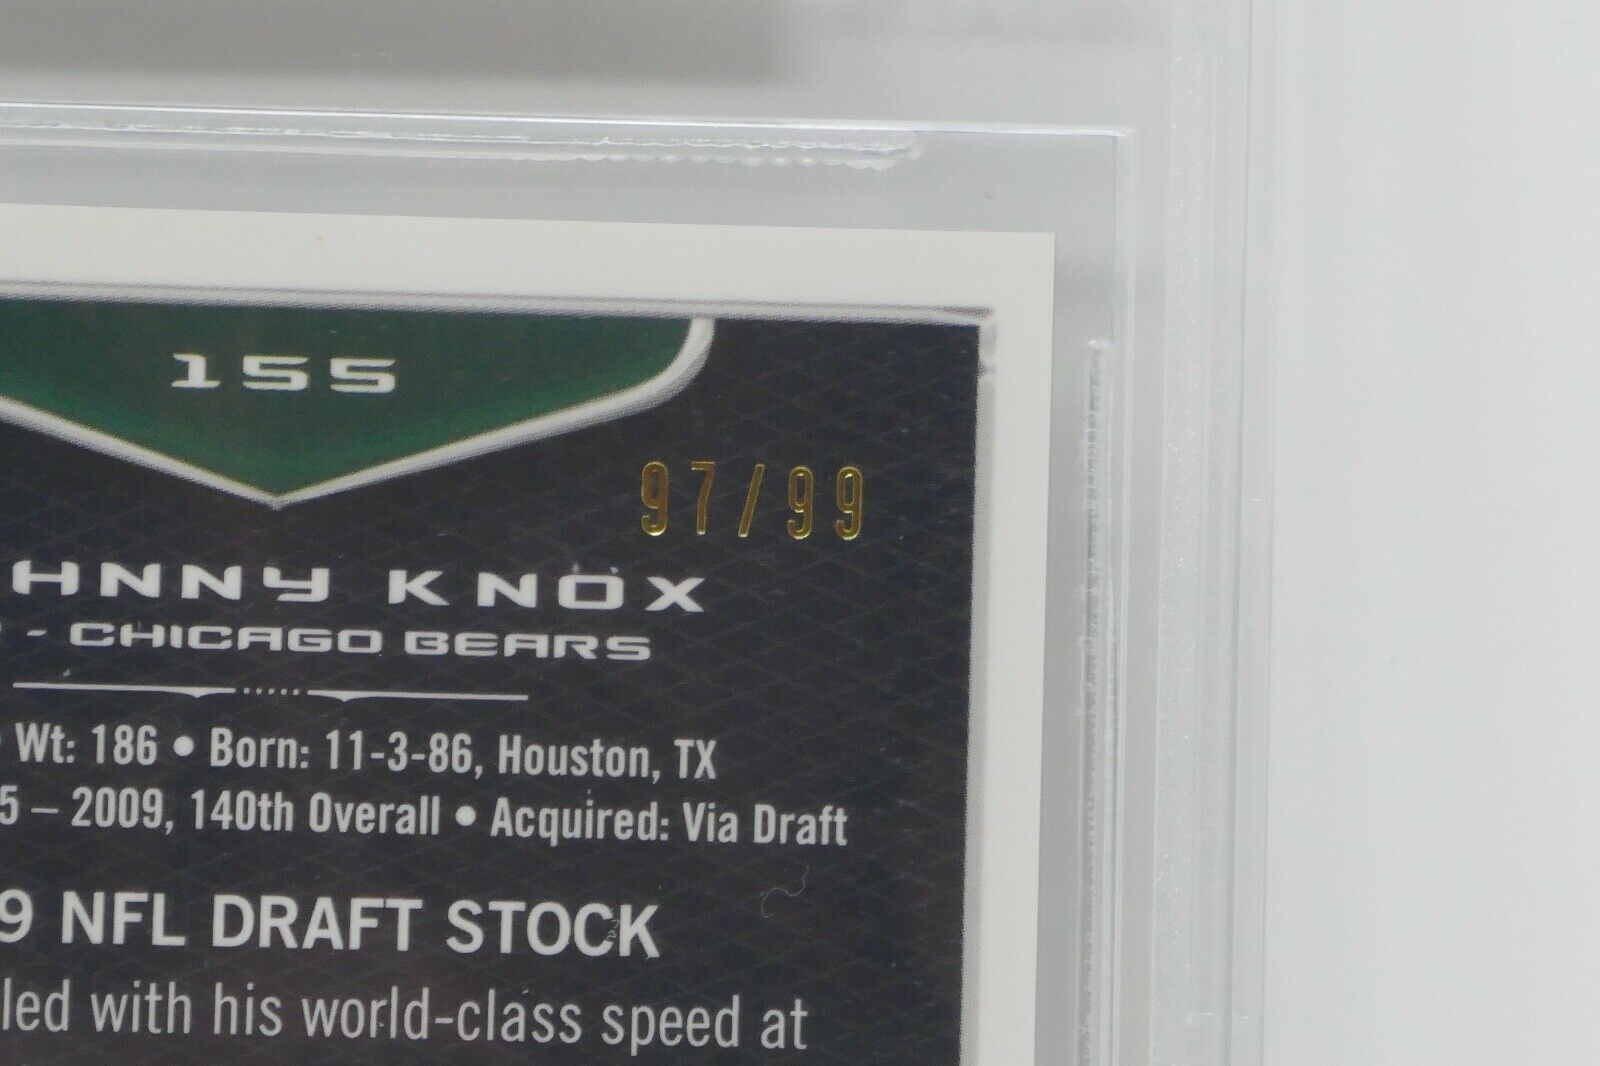 155
97/99
HNNY KNOX
- CHICAGO BEARS
Wt: 186 • Born: 11-3-86, Houston, TX
5 – 2009, 140th Overall • Acquired: Via Draft
9 NFL DRAFT STOCK
led with his world-class speed at